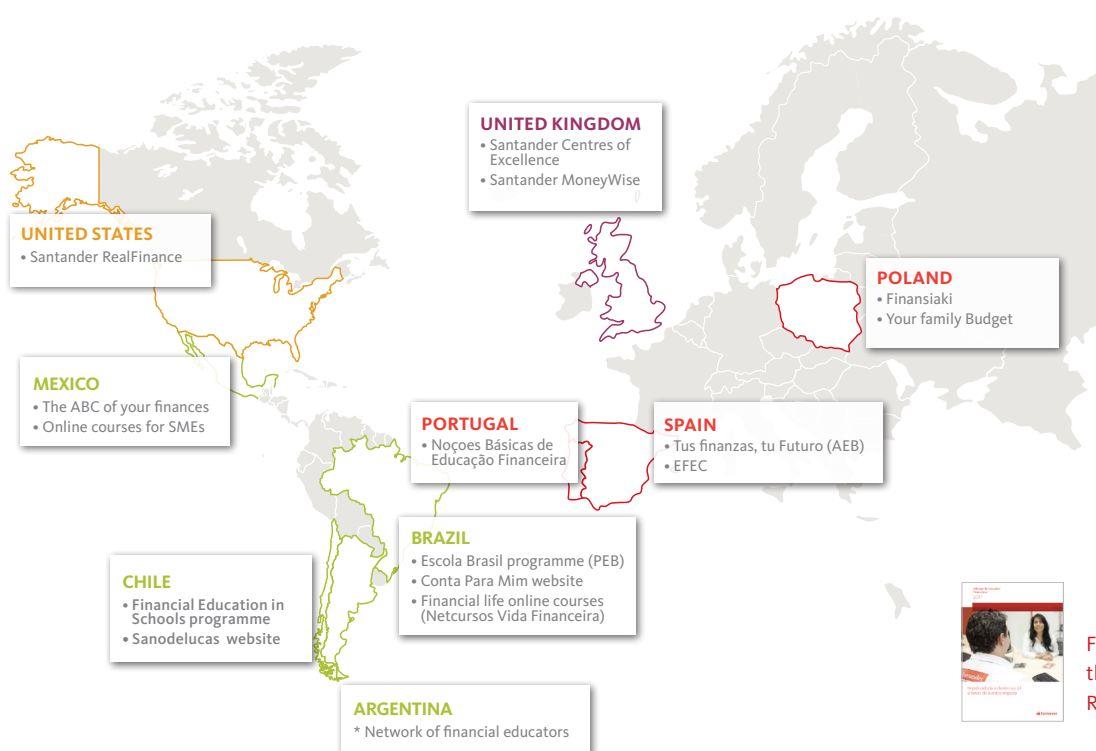 UNITED KINGDOM
• Santander Centres of
Excellence
• Santander MoneyWise
UNITED STATES
• Santander RealFinance
POLAND
• Finansiaki
• Your family Budget
MEXICO
• The ABC of your finances
• Online courses for SMEs
PORTUGAL
• Noçoes Básicas de
Educação Financeira
SPAIN
• Tus finanzas, tu Futuro (AEB)
• EFEC
BRAZIL
• Escola Brasil programme (PEB)
• Conta Para Mim website
• Financial life online courses
(Netcursos Vida Financeira)
CHILE
• Financial Education in
Schools programme
• Sanodelucas website
ARGENTINA
* Network of financial educators
F
th
R